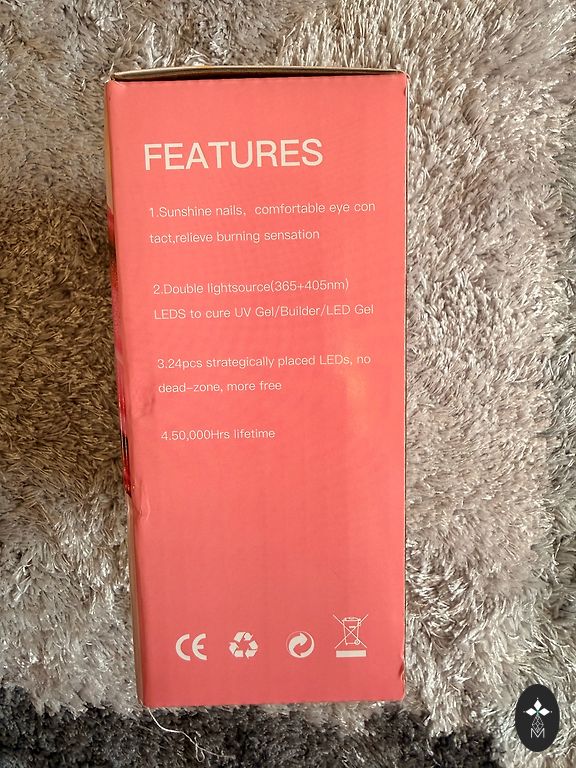 FEATURES
1.Sunshine nails, comfortable eye con
tact,relieve burning sensation
2.Double lightsource(365+405nm)
LEDS to cure UV Gel/Builder/LED Gel
3.24pcs strategically placed LEDs, no
dead-zone, more free
4.50,000Hrs lifetime
CE
M